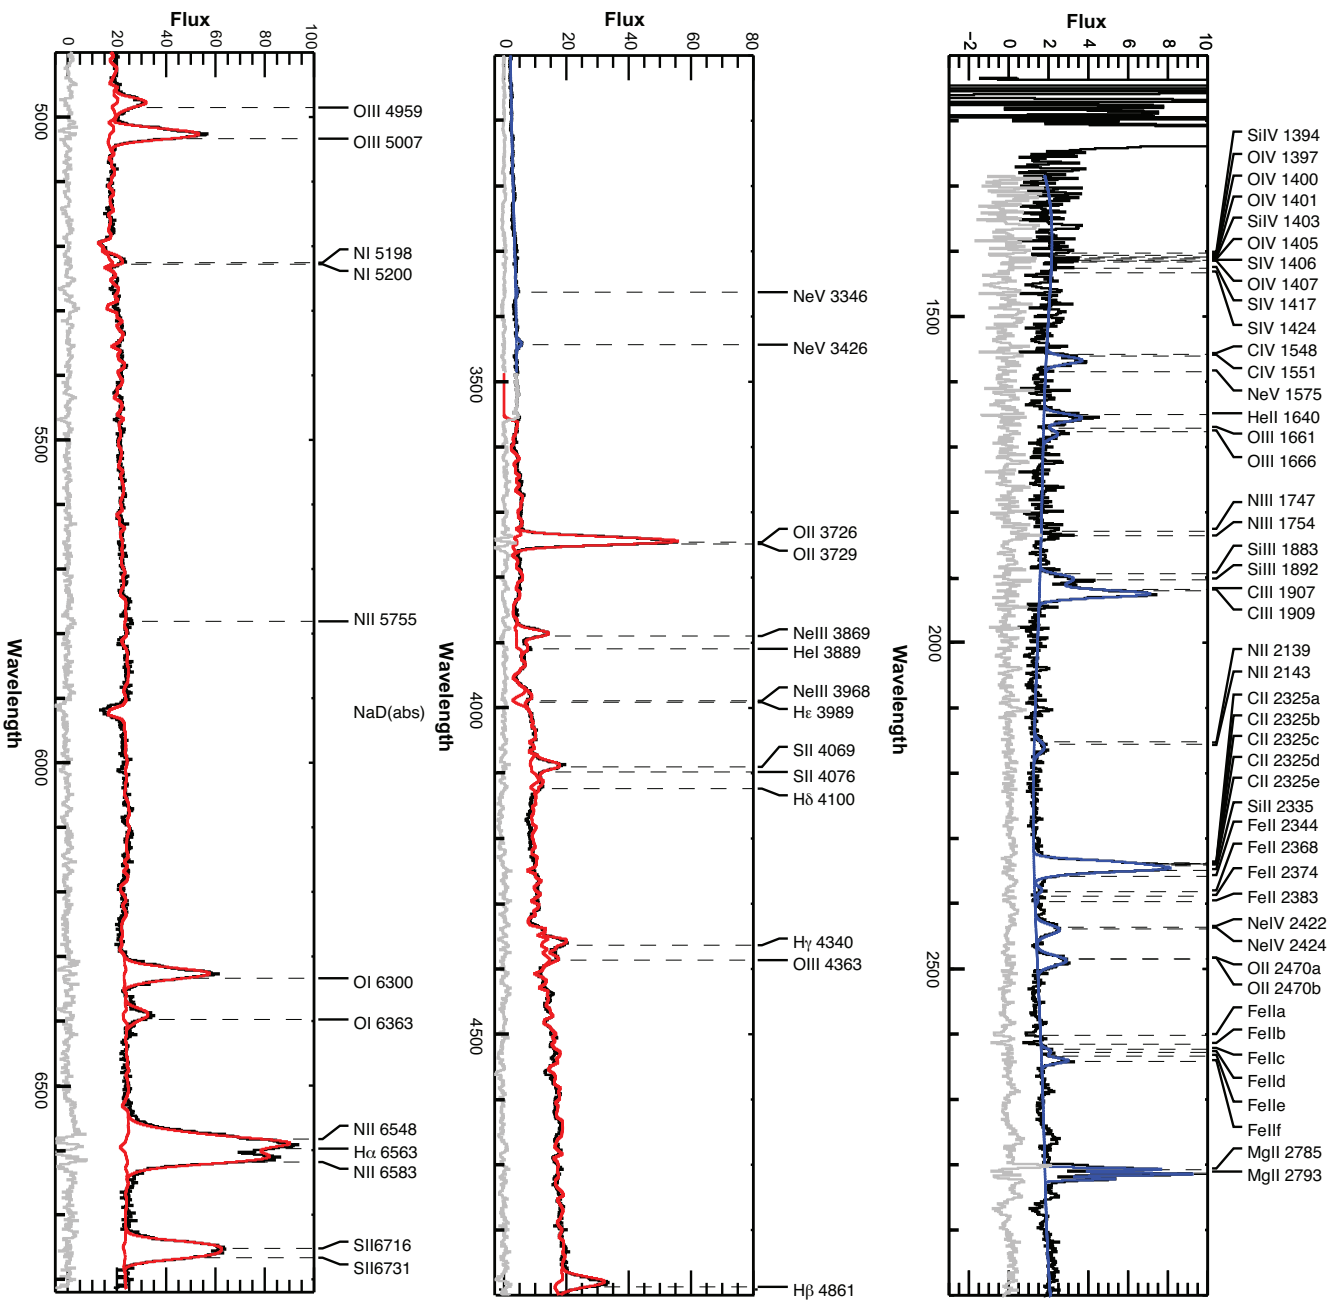 Flux
0
20
40
60
80
100
OIII 4959
OIII 5007
NI 5198
NI 5200
NII 5755
NaD(abs)
OI 6300
OI 6363
NII 6548
Hα 6563
NII 6583
SII6716
SII6731
5000
5500
6000
6500
Wavelength
Flux
0
20
40
60
80
NeV 3346
NeV 3426
OII 3726
OII 3729
NeIII 3869
HeI 3889
NeIII 3968
Hε 3989
SII 4069
SII 4076
Hδ 4100
Hγ 4340
OIII 4363
Hβ 4861
3500
4000
4500
Wavelength
Flux
−2
0
2
4
6
8
10
SiIV 1394
OIV 1397
OIV 1400
OIV 1401
SiIV 1403
OIV 1405
SIV 1406
OIV 1407
SIV 1417
SIV 1424
CIV 1548
CIV 1551
NeV 1575
HeII 1640
OIII 1661
OIII 1666
NIII 1747
NIII 1754
SiIII 1883
SiIII 1892
CIII 1907
CIII 1909
NII 2139
NII 2143
CII 2325a
CII 2325b
CII 2325c
CII 2325d
CII 2325e
SiII 2335
FeII 2344
FeII 2368
FeII 2374
FeII 2383
NeIV 2422
NeIV 2424
OII 2470a
OII 2470b
FeIIa
FeIIb
FeIIc
FeIId
FeIIe
FeIIf
MgII 2785
MgII 2793
1500
2000
2500
Wavelength